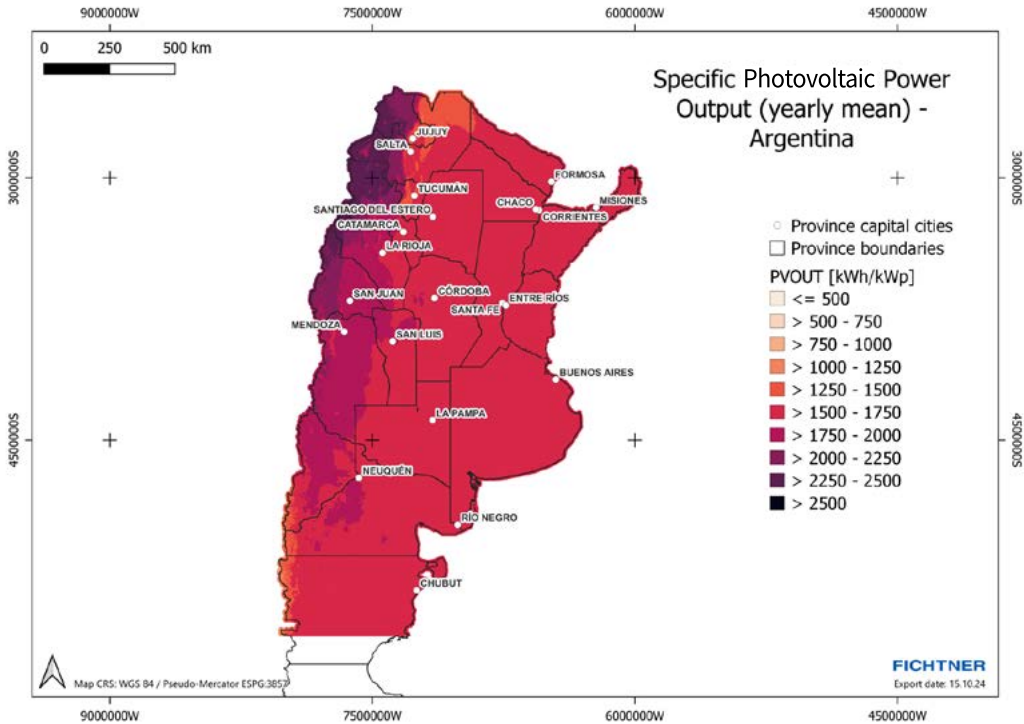 9000000W 7500000W 6000000W 4500000W
0 250 500 km
Specific Photovoltaic Power
Output (yearly mean) -
Argentina
JUJUY
SALTA
3000000S 3000000S
FORMOSA
TUCUMÁN
MISIONES
CHACO
SANTIAGO DEL ESTERO
CORRIENTES
CATAMARCA
LA RIOJA
Province capital cities
Province boundaries
PVOUT [kWh/kWp]
<= 500
> 500 - 750
> 750 - 1000
> 1000 - 1250
> 1250 - 1500
> 1500 - 1750
> 1750 - 2000
> 2000 - 2250
> 2250 - 2500
> 2500
SAN JUAN
CÓRDOBA
ENTRE RÍOS
SANTA FE
MENDOZA
SAN LUIS
BUENOS AIRES
LA PAMPA
4500000S 4500000S
NEUQUÉN
RÍO NEGRO
CHUBUT
Map CRS: WGS 84 / Pseudo-Mercator ESPG:3857
FICHTNER
Export date: 15.10.24
9000000W 7500000W 6000000W 4500000W